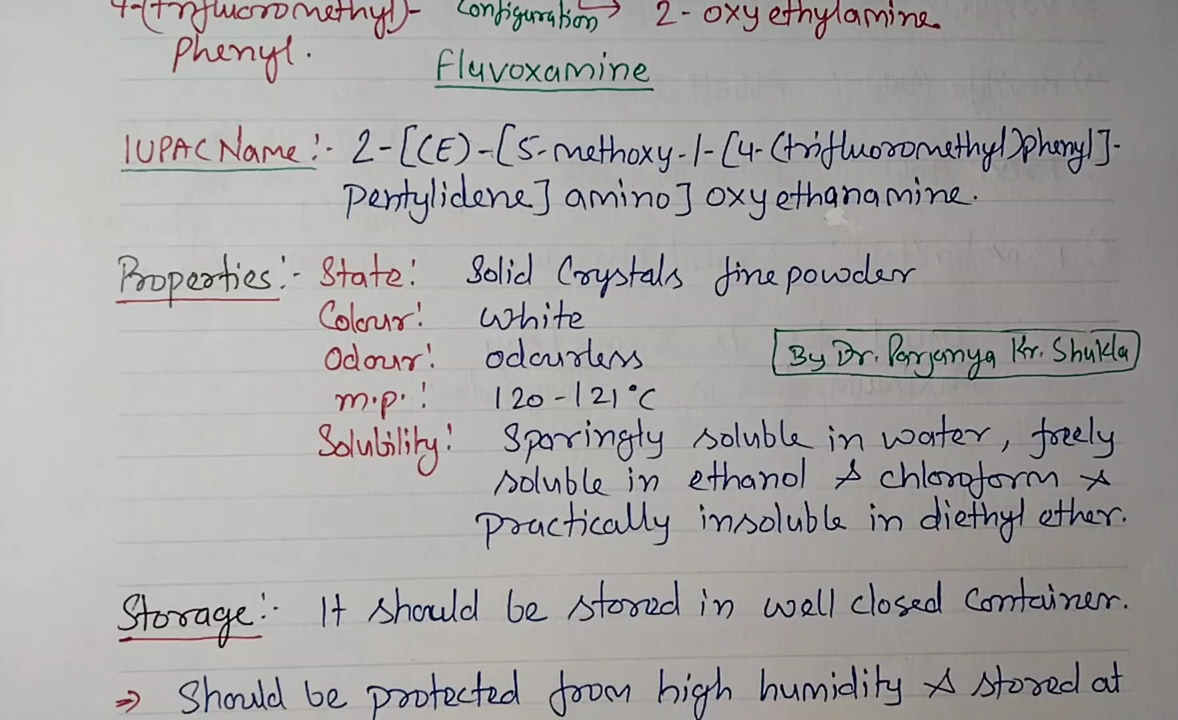 4-(trifluoromethyl)- Configuration → 2-oxyethylamine
Phenyl.
Fluvoxamine
IUPAC Name:- 2-[(E)-[5-methoxy-1-[4-(trifluoromethyl)phenyl]-
Pentylidene] amino] oxyethanamine.
Properties:- State: Solid Crystals fine powder
Colour: White
Odour: odourless
By Dr. Parjanya Kr. Shukla
m.p.: 120-121°C
Solubility: Sparingly soluble in water, freely
soluble in ethanol & chloroform &
practically insoluble in diethyl ether.
Storage:- It should be stored in well closed container.
⇒ Should be protected from high humidity & stored at